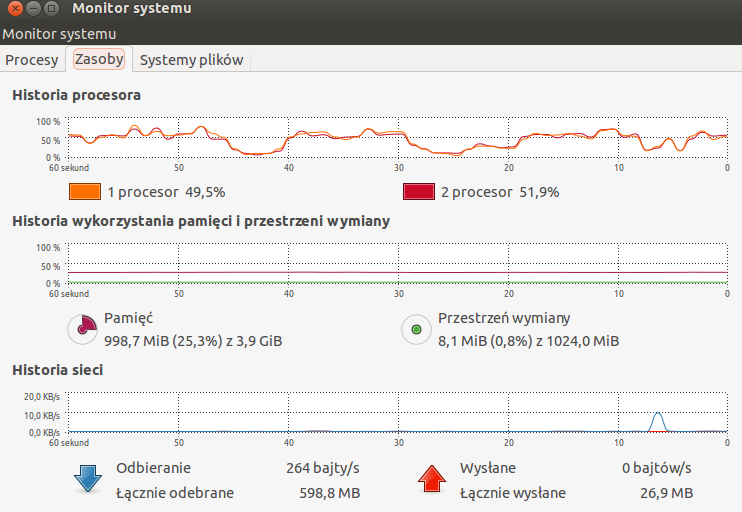 Monitor systemu
Monitor systemu
Procesy Zasoby Systemy plików
Historia procesora
100 %
50 %
0 %
60 sekund 50 40 30 20 10 0
1 procesor 49,5% 2 procesor 51,9%
Historia wykorzystania pamięci i przestrzeni wymiany
100 %
50 %
0 %
60 sekund 50 40 30 20 10 0
Pamięć Przestrzeń wymiany
998,7 MiB (25,3%) z 3,9 GiB 8,1 MiB (0,8%) z 1024,0 MiB
Historia sieci
20,0 KB/s
10,0 KB/s
0,0 KB/s
60 sekund 50 40 30 20 10 0
Odbieranie 264 bajty/s Wysłane 0 bajtów/s
Łącznie odebrane 598,8 MB Łącznie wysłane 26,9 MB